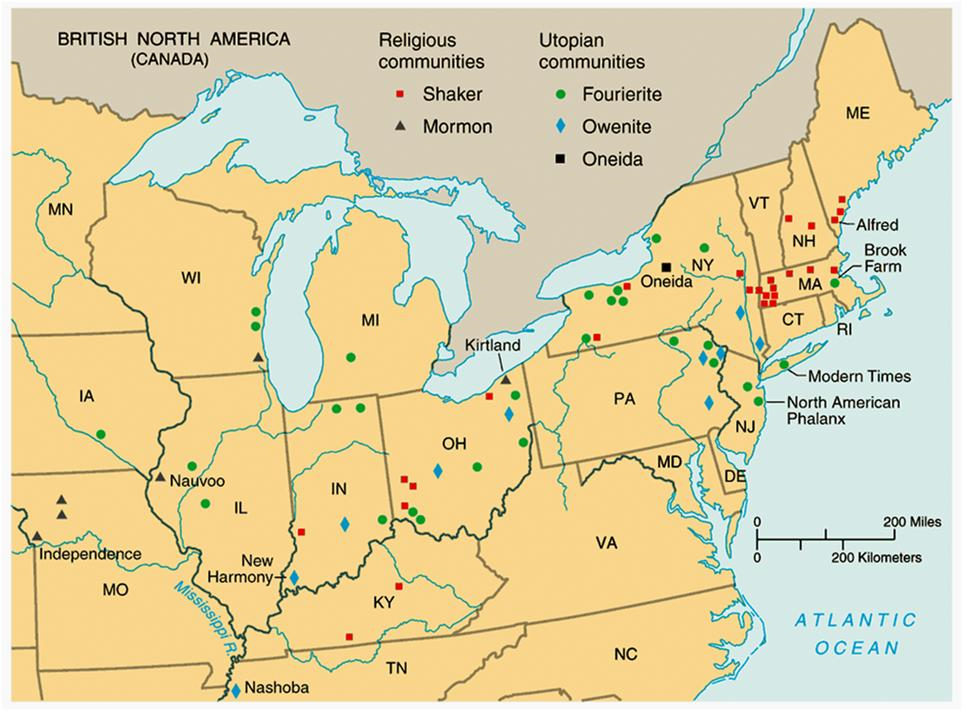 BRITISH NORTH AMERICA
(CANADA)
Religious
communities
Shaker
Mormon
Utopian
communities
Fourierite
Owenite
Oneida
ME
MN
VT
Alfred
NH
Brook
Farm
WI
NY
Oneida
MA
MI
CT
RI
Kirtland
Modern Times
IA
PA
North American
Phalanx
NJ
OH
MD
DE
Nauvoo
IL
IN
0
200 Miles
0
200 Kilometers
Independence
VA
New
Harmony
MO
KY
Mississippi R.
ATLANTIC
OCEAN
TN
NC
Nashoba